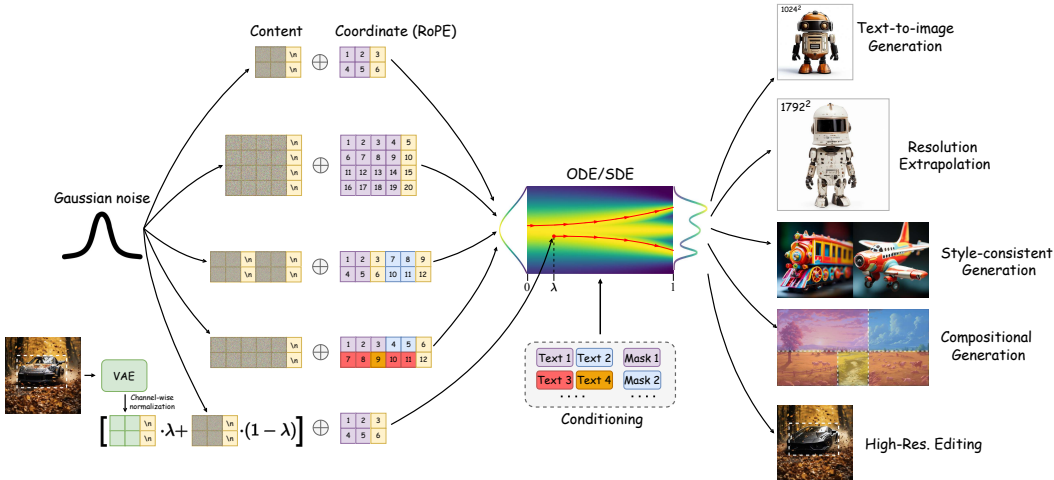 Content
Coordinate (RoPE)
\n
\n
⊕
1 2 3
4 5 6
\n
\n
\n
\n
⊕
1 2 3 4 5
6 7 8 9 10
11 12 13 14 15
16 17 18 19 20
Gaussian noise
\n \n
\n \n
⊕
1 2 3 7 8 9
4 5 6 10 11 12
\n
\n
⊕
1 2 3 4 5 6
7 8 9 10 11 12
VAE
Channel-wise
normalization
[
\n
\n
·λ+
\n
\n
·(1 − λ)]
⊕
1 2 3
4 5 6
ODE/SDE
0
λ
1
Text 1 Text 2 Mask 1
Text 3 Text 4 Mask 2
.... .....
Conditioning
1024²
Text-to-image
Generation
1792²
Resolution
Extrapolation
Style-consistent
Generation
Compositional
Generation
High-Res. Editing